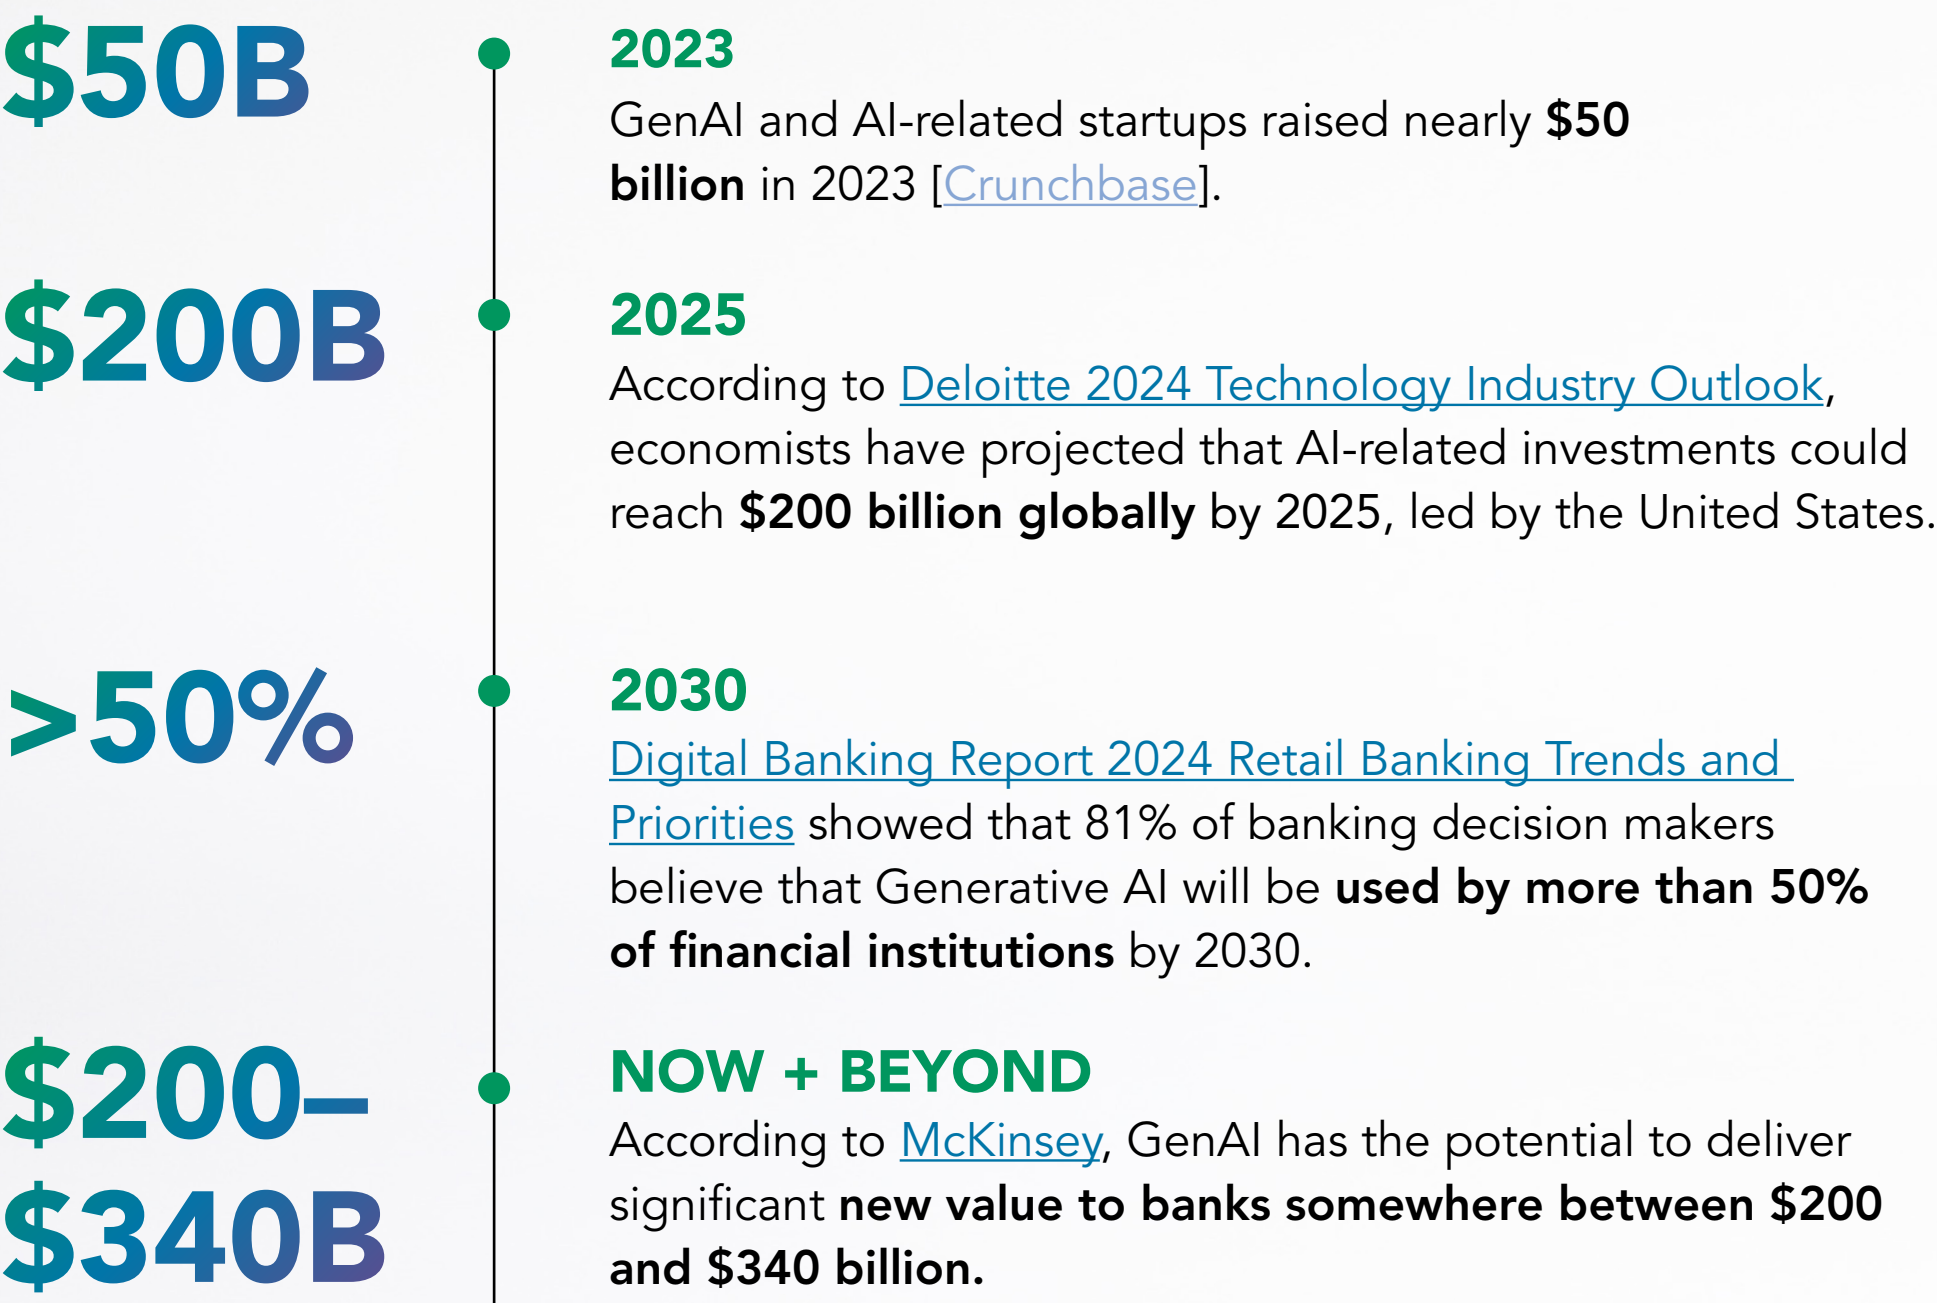 $50B
2023
GenAI and AI-related startups raised nearly $50
billion in 2023 [Crunchbase].
$200B
2025
According to Deloitte 2024 Technology Industry Outlook,
economists have projected that AI-related investments could
reach $200 billion globally by 2025, led by the United States.
>50%
2030
Digital Banking Report 2024 Retail Banking Trends and
Priorities showed that 81% of banking decision makers
believe that Generative AI will be used by more than 50%
of financial institutions by 2030.
$200–
$340B
NOW + BEYOND
According to McKinsey, GenAI has the potential to deliver
significant new value to banks somewhere between $200
and $340 billion.